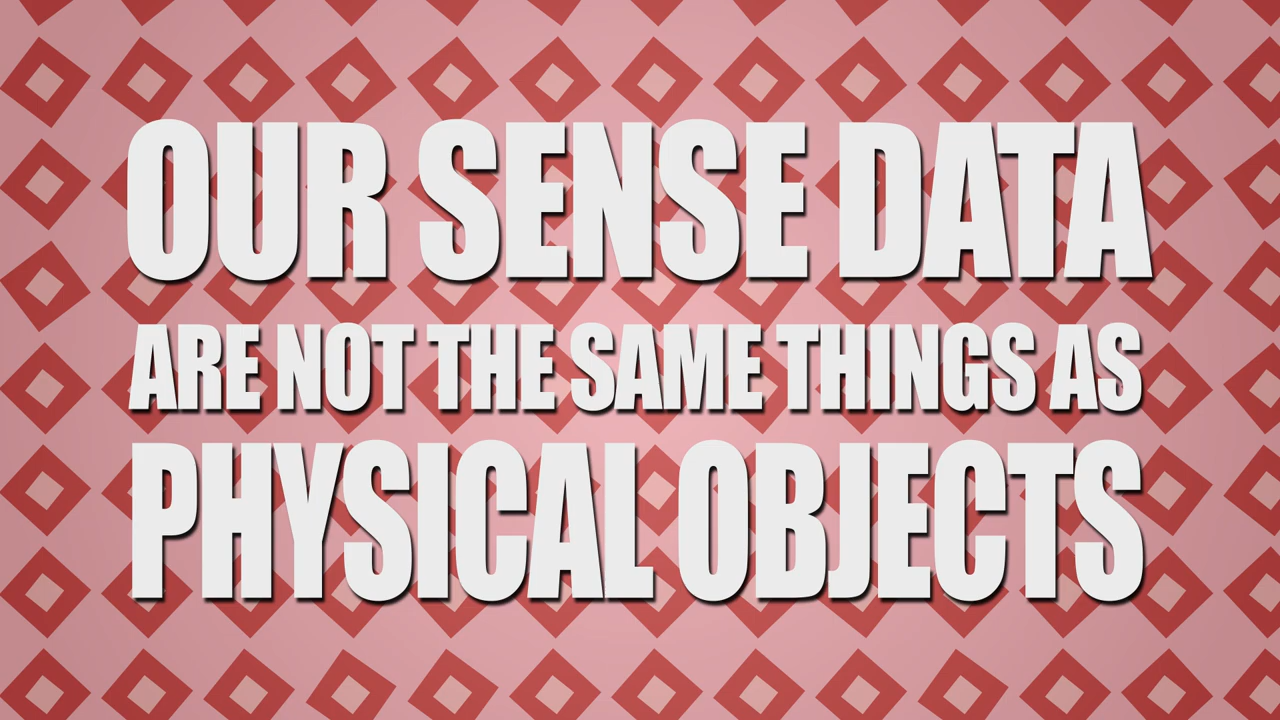 OUR SENSE DATA
ARE NOT THE SAME THINGS AS
PHYSICAL OBJECTS